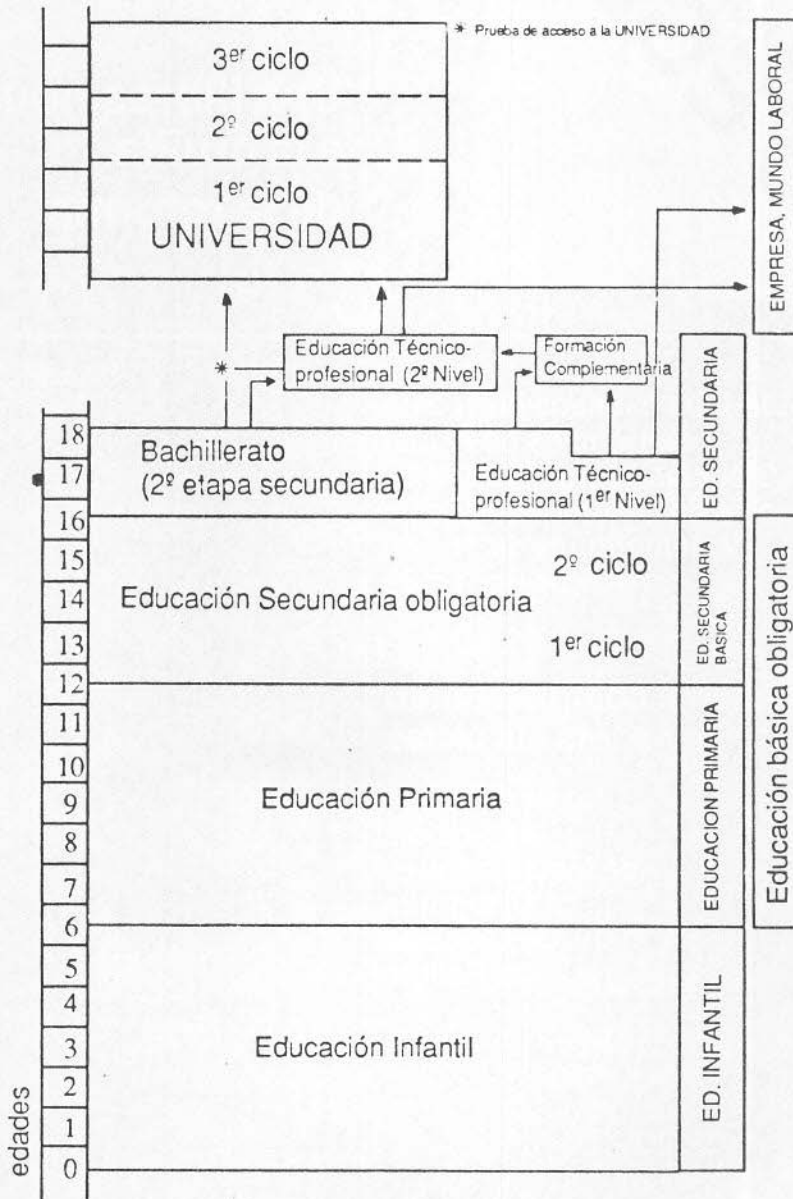 * Prueba de acceso a la UNIVERSIDAD
3er ciclo
2º ciclo
1er ciclo
UNIVERSIDAD
EMPRESA, MUNDO LABORAL
Educación Técnico-
profesional (2º Nivel)
Formación
Complementaria
*
ED. SECUNDARIA
18
17
16
Bachillerato
(2º etapa secundaria)
Educación Técnico-
profesional (1er Nivel)
15
14
13
12
2º ciclo
Educación Secundaria obligatoria
1er ciclo
ED. SECUNDARIA
BASICA
Educación básica obligatoria
11
10
9
8
7
6
Educación Primaria
EDUCACION PRIMARIA
5
4
3
2
1
0
Educación Infantil
ED. INFANTIL
edades